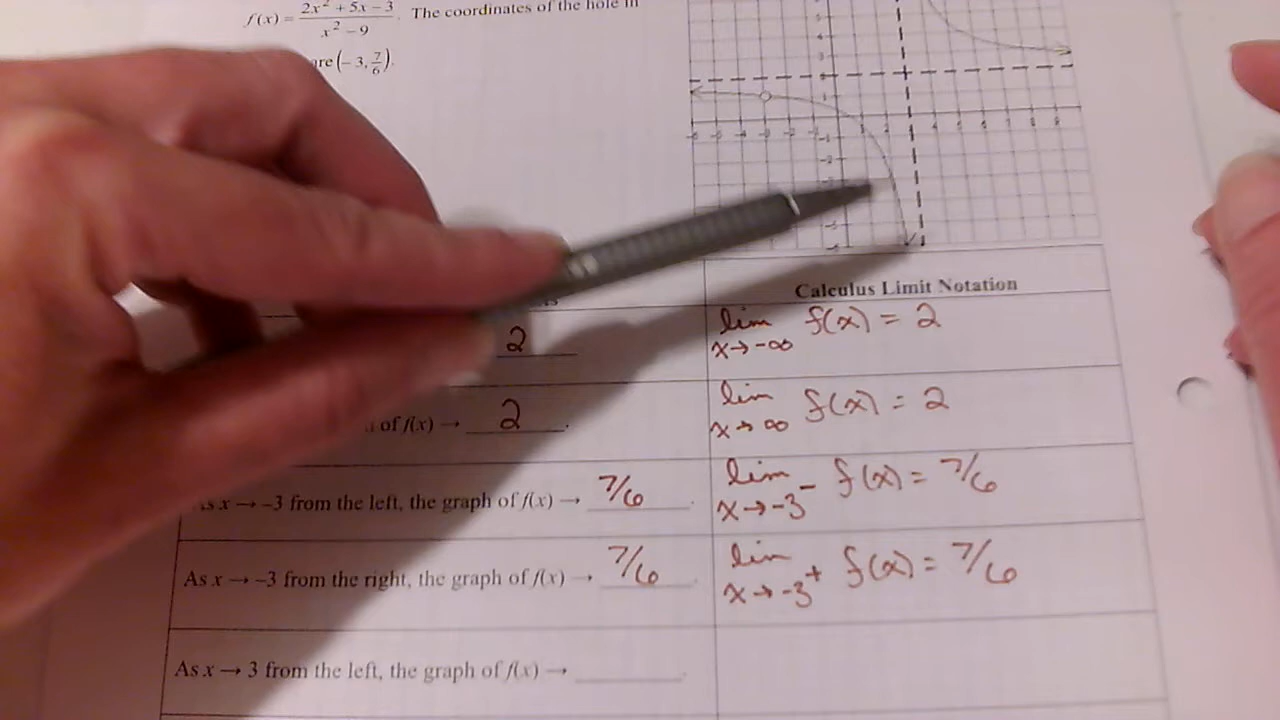 f(x) = (2x² + 5x − 3)/(x² − 9). The coordinates of the hole in
are (−3, 7/6).
Calculus Limit Notation
2
lim x→-∞ f(x) = 2
of f(x) → 2.
lim x→∞ f(x) = 2
As x → −3 from the left, the graph of f(x) → 7/6.
lim x→-3⁻ f(x) = 7/6
As x → −3 from the right, the graph of f(x) → 7/6.
lim x→-3⁺ f(x) = 7/6
As x → 3 from the left, the graph of f(x) → ________.